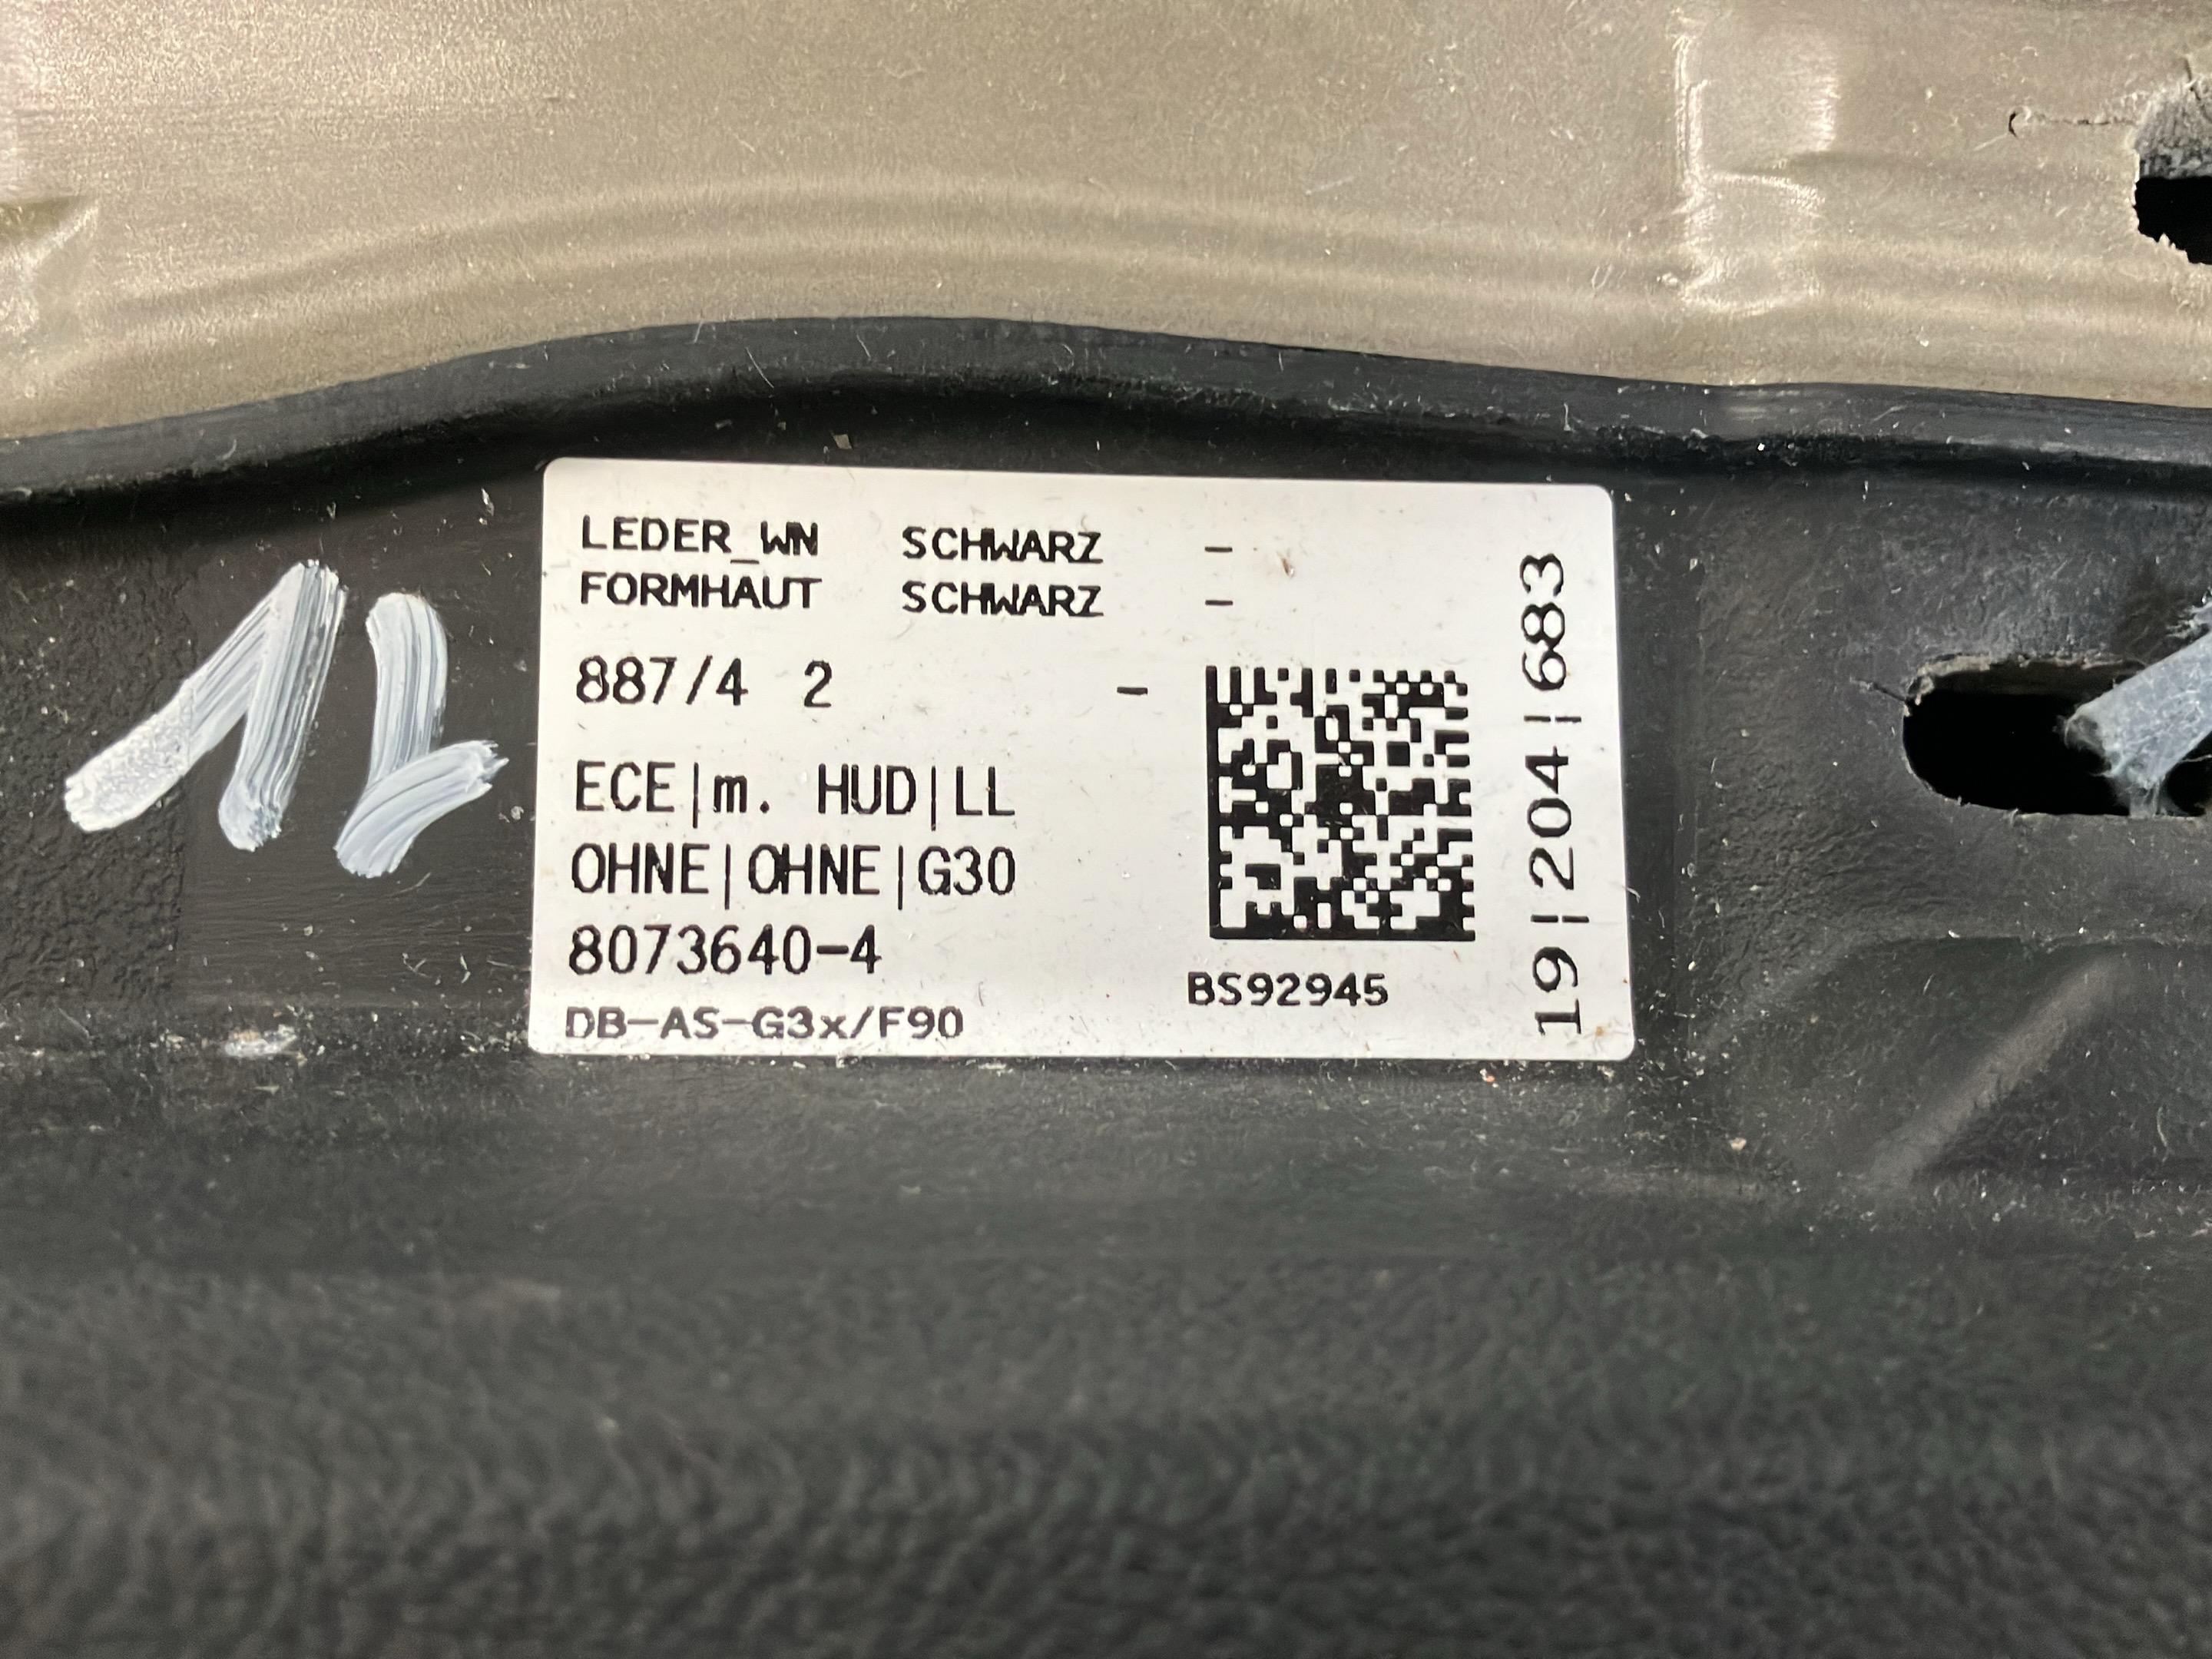 LEDER_WN SCHWARZ -
FORMHAUT SCHWARZ -
887/4 2 -
ECE|m. HUD|LL
OHNE|OHNE|G30
8073640-4
DB-AS-G3x/F90
BS92945
19|204|683
12